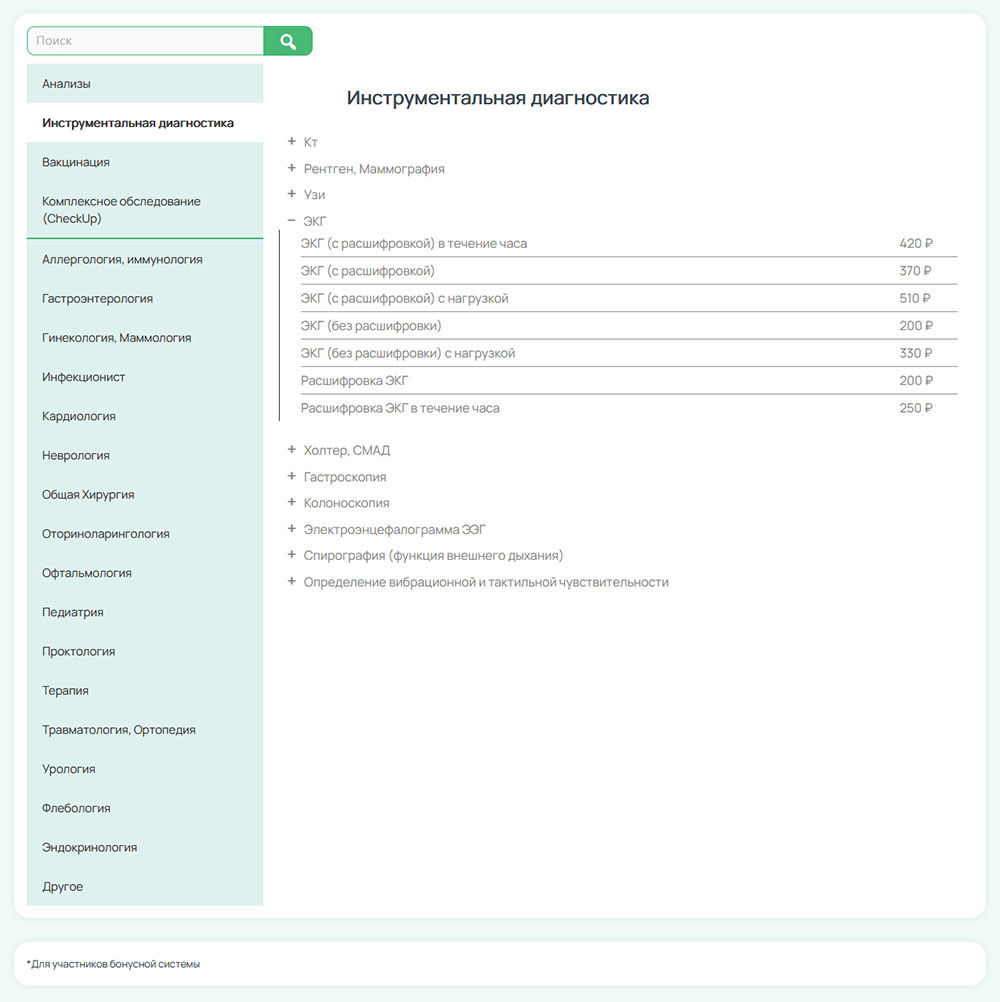 Поиск
Анализы
Инструментальная диагностика
Вакцинация
Комплексное обследование
(CheckUp)
Аллергология, иммунология
Гастроэнтерология
Гинекология, Маммология
Инфекционист
Кардиология
Неврология
Общая Хирургия
Оториноларингология
Офтальмология
Педиатрия
Проктология
Терапия
Травматология, Ортопедия
Урология
Флебология
Эндокринология
Другое
Инструментальная диагностика
+ Кт
+ Рентген, Маммография
+ Узи
− ЭКГ
ЭКГ (с расшифровкой) в течение часа 420 ₽
ЭКГ (с расшифровкой) 370 ₽
ЭКГ (с расшифровкой) с нагрузкой 510 ₽
ЭКГ (без расшифровки) 200 ₽
ЭКГ (без расшифровки) с нагрузкой 330 ₽
Расшифровка ЭКГ 200 ₽
Расшифровка ЭКГ в течение часа 250 ₽
+ Холтер, СМАД
+ Гастроскопия
+ Колоноскопия
+ Электроэнцефалограмма ЭЭГ
+ Спирография (функция внешнего дыхания)
+ Определение вибрационной и тактильной чувствительности
*Для участников бонусной системы